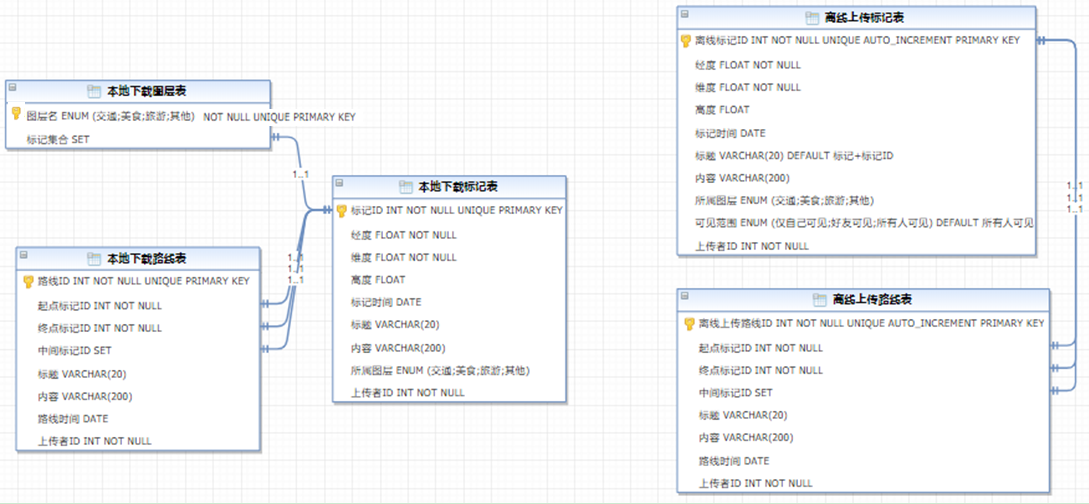 本地下载图层表
图层名 ENUM (交通;美食;旅游;其他) NOT NULL UNIQUE PRIMARY KEY
标记集合 SET
1..1
本地下载标记表
标记ID INT NOT NULL UNIQUE PRIMARY KEY
经度 FLOAT NOT NULL
维度 FLOAT NOT NULL
高度 FLOAT
标记时间 DATE
标题 VARCHAR(20)
内容 VARCHAR(200)
所属图层 ENUM (交通;美食;旅游;其他)
上传者ID INT NOT NULL
本地下载路线表
路线ID INT NOT NULL UNIQUE PRIMARY KEY
起点标记ID INT NOT NULL
终点标记ID INT NOT NULL
中间标记ID SET
标题 VARCHAR(20)
内容 VARCHAR(200)
路线时间 DATE
上传者ID INT NOT NULL
1..1
1..1
1..1
离线上传标记表
离线标记ID INT NOT NULL UNIQUE AUTO_INCREMENT PRIMARY KEY
经度 FLOAT NOT NULL
维度 FLOAT NOT NULL
高度 FLOAT
标记时间 DATE
标题 VARCHAR(20) DEFAULT 标记+标记ID
内容 VARCHAR(200)
所属图层 ENUM (交通;美食;旅游;其他)
可见范围 ENUM (仅自己可见;好友可见;所有人可见) DEFAULT 所有人可见
上传者ID INT NOT NULL
1..1
1..1
1..1
离线上传路线表
离线上传路线ID INT NOT NULL UNIQUE AUTO_INCREMENT PRIMARY KEY
起点标记ID INT NOT NULL
终点标记ID INT NOT NULL
中间标记ID SET
标题 VARCHAR(20)
内容 VARCHAR(200)
路线时间 DATE
上传者ID INT NOT NULL